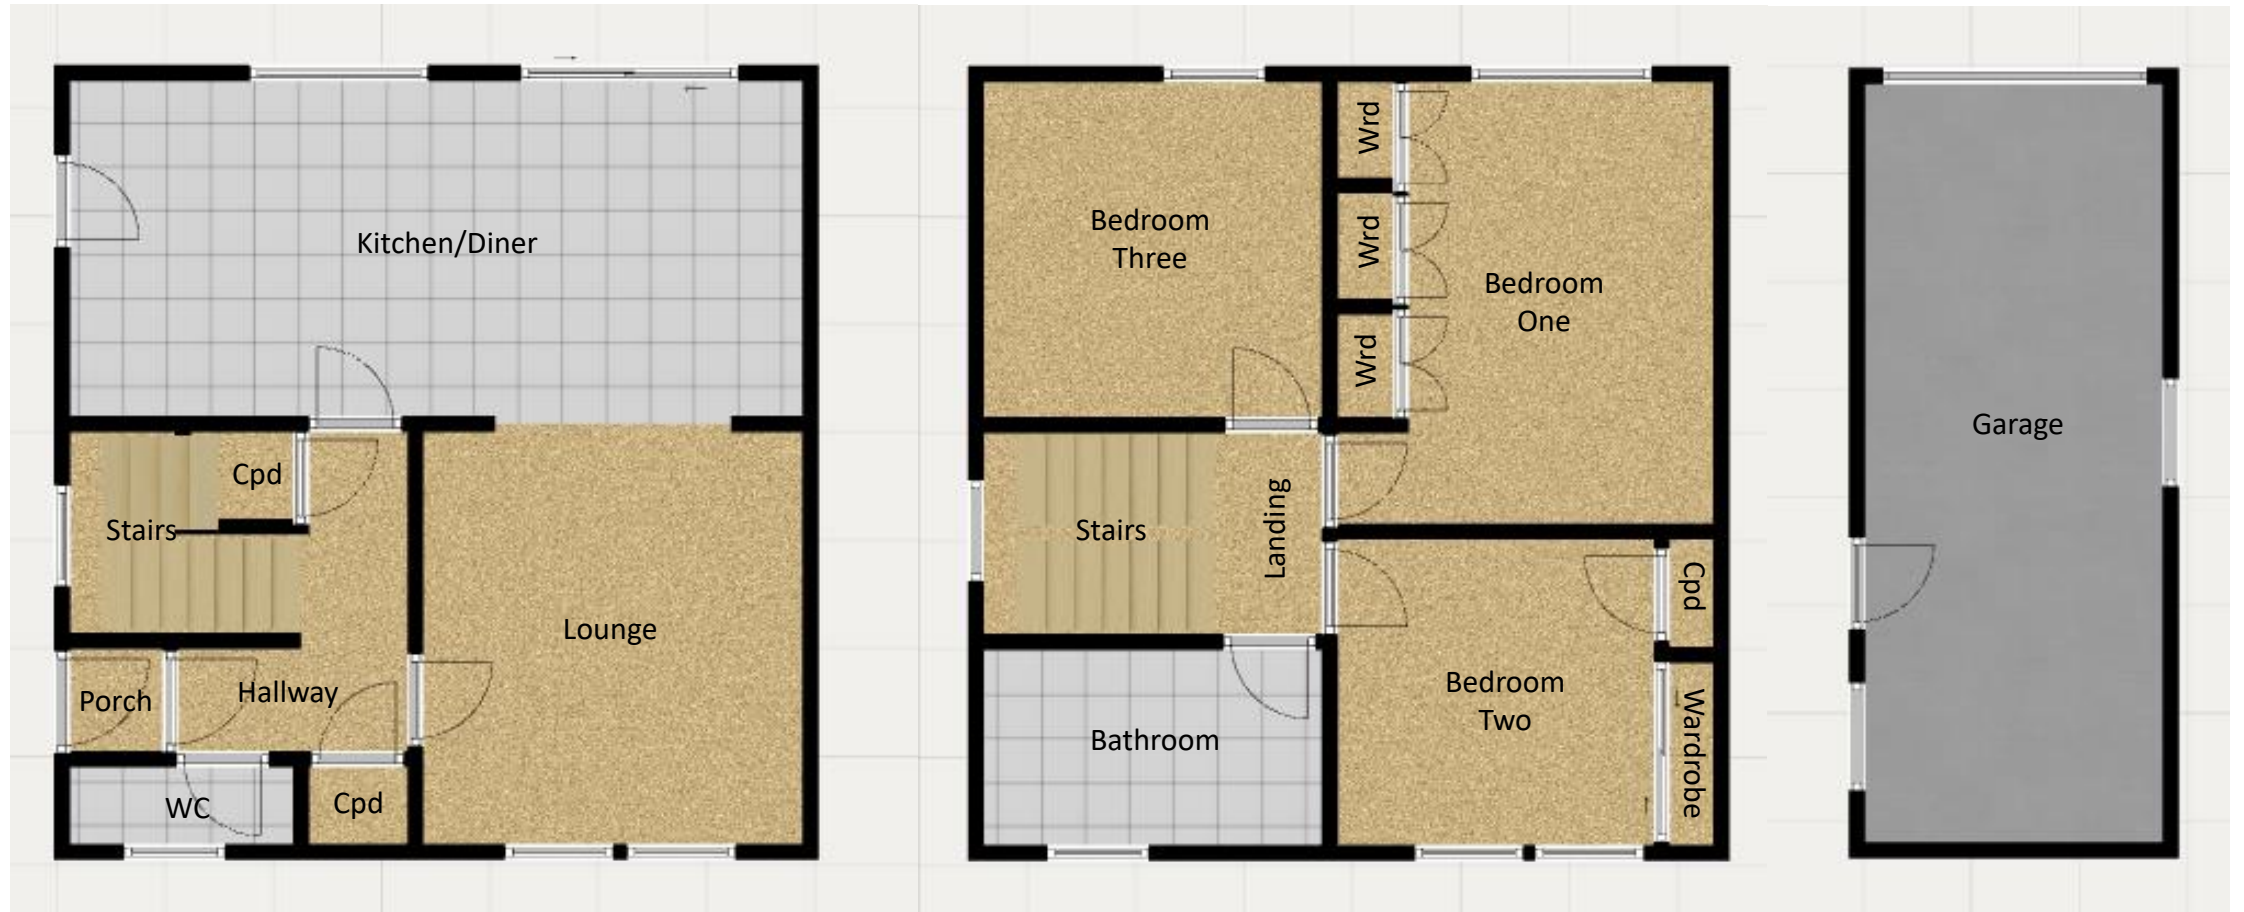 Kitchen/Diner
Cpd
Stairs
Lounge
Porch
Hallway
WC
Cpd
Bedroom
Three
Wrd
Wrd
Wrd
Bedroom
One
Stairs
Landing
Cpd
Bedroom
Two
Wardrobe
Bathroom
Garage